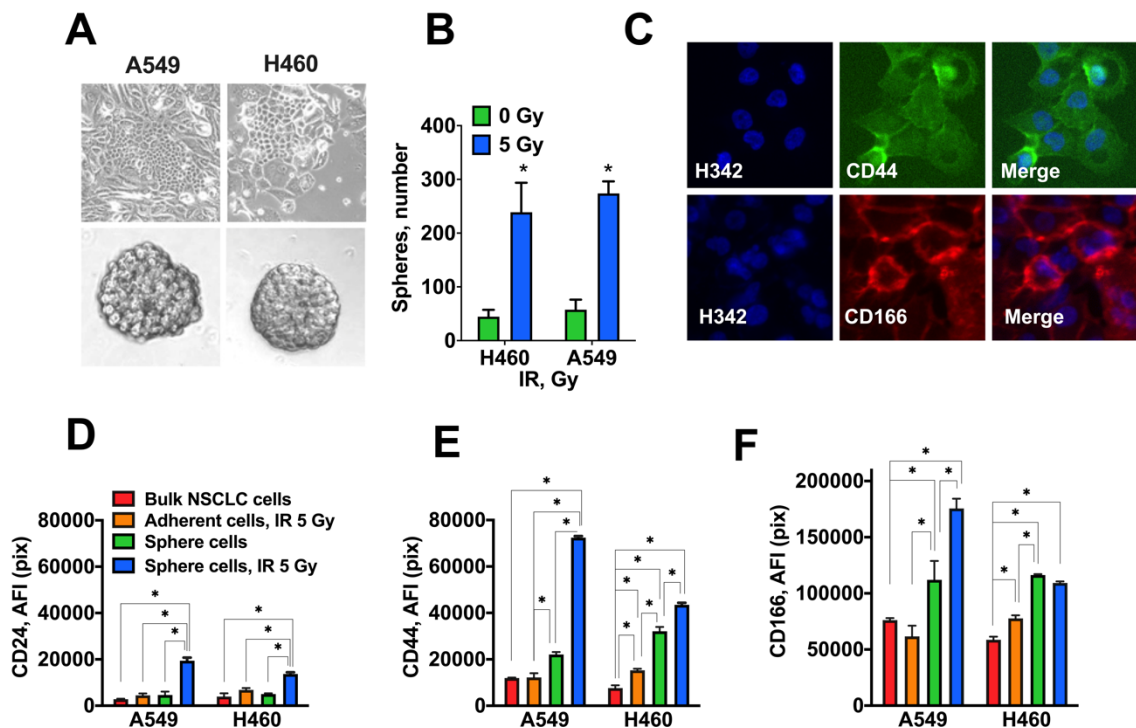 A
A549
H460
B
0 Gy
5 Gy
Spheres, number
400
300
200
100
0
*
*
H460
A549
IR, Gy
C
H342
CD44
Merge
H342
CD166
Merge
D
Bulk NSCLC cells
Adherent cells, IR 5 Gy
Sphere cells
Sphere cells, IR 5 Gy
CD24, AFI (pix)
80000
60000
40000
20000
0
*
*
*
*
*
*
A549
H460
E
CD44, AFI (pix)
80000
60000
40000
20000
0
*
*
*
*
*
*
*
*
*
*
A549
H460
F
CD166, AFI (pix)
200000
150000
100000
50000
0
*
*
*
*
*
*
*
*
A549
H460